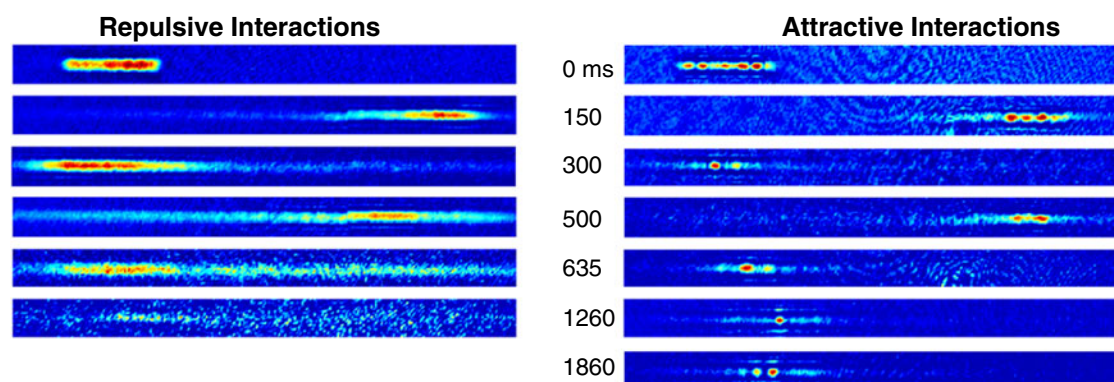 Repulsive Interactions
Attractive Interactions
0 ms
150
300
500
635
1260
1860